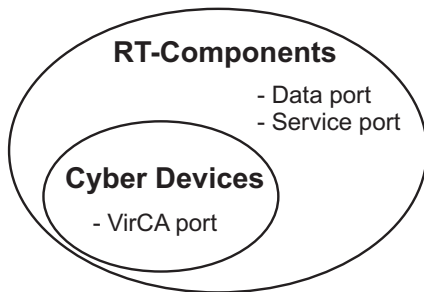 RT-Components
- Data port
- Service port
Cyber Devices
- VirCA port